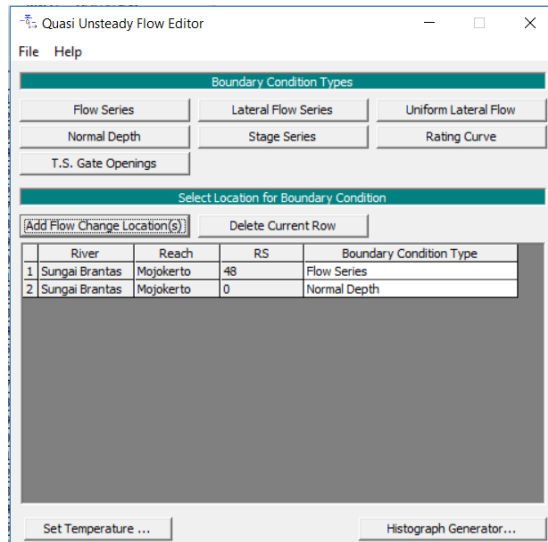 Quasi Unsteady Flow Editor
File Help
Boundary Condition Types
Flow Series Lateral Flow Series Uniform Lateral Flow
Normal Depth Stage Series Rating Curve
T.S. Gate Openings
Select Location for Boundary Condition
Add Flow Change Location(s) Delete Current Row
River Reach RS Boundary Condition Type
1 Sungai Brantas Mojokerto 48 Flow Series
2 Sungai Brantas Mojokerto 0 Normal Depth
Set Temperature ... Histograph Generator...